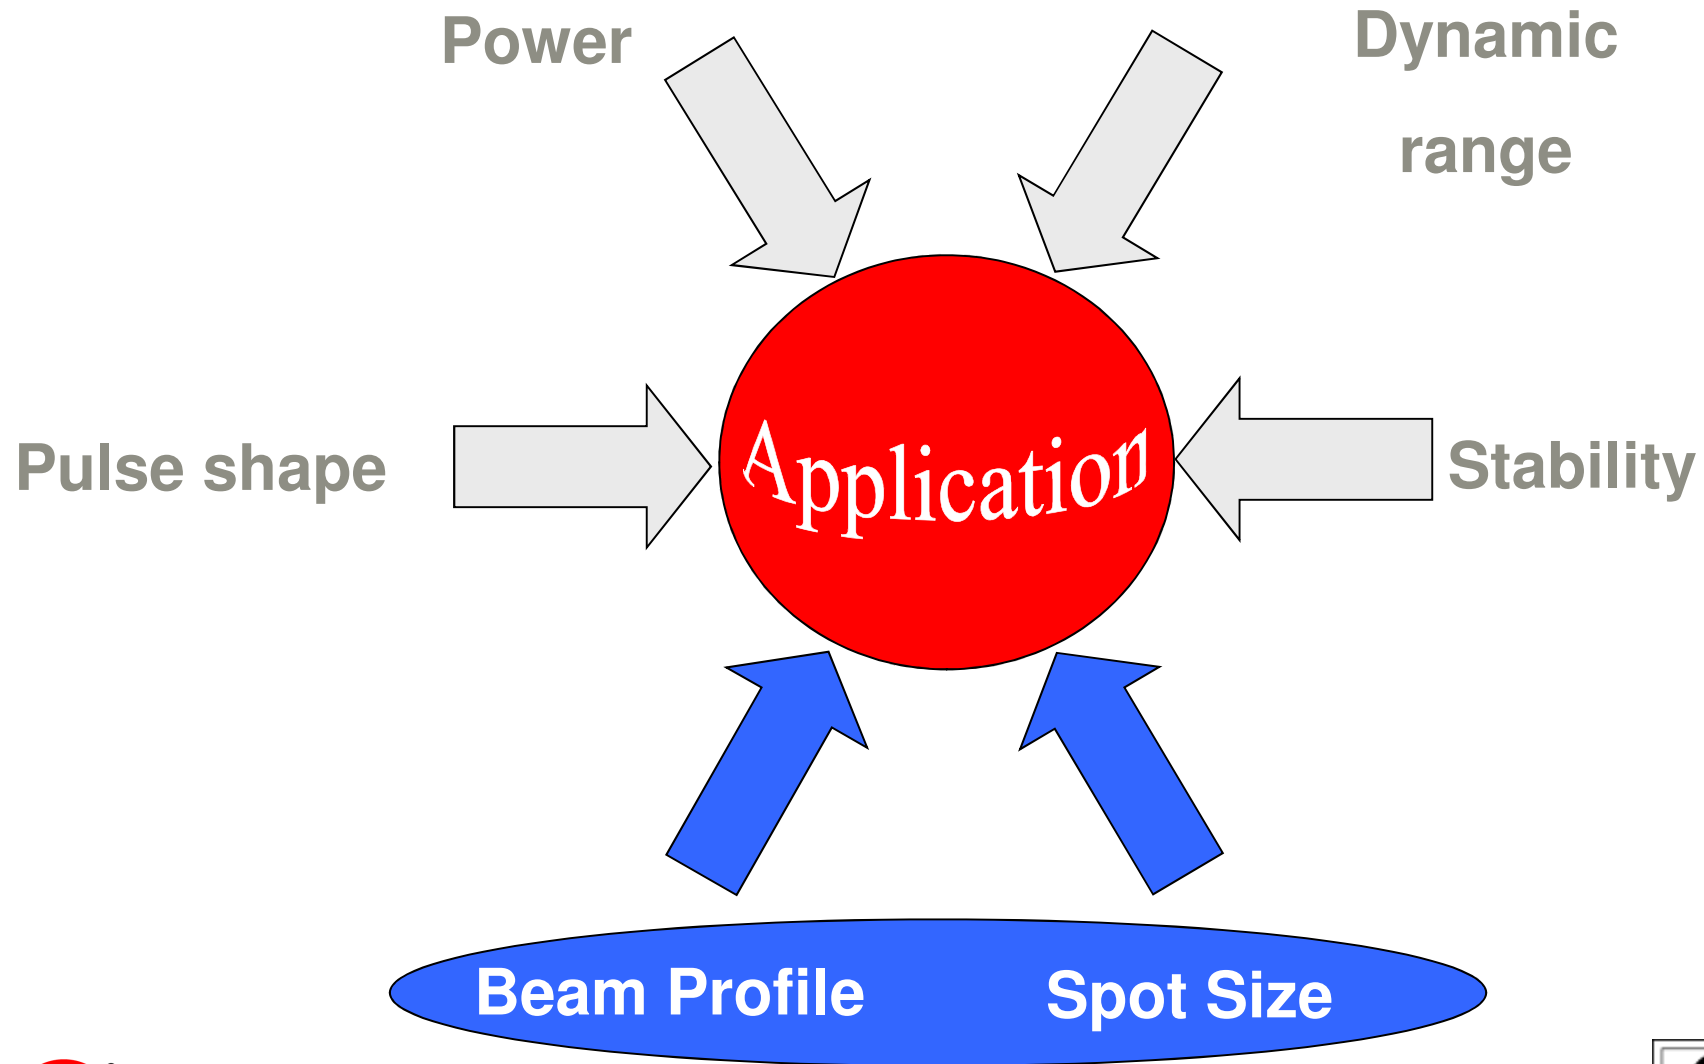 Power
Dynamic
range
Pulse shape
Application
Stability
Beam Profile
Spot Size